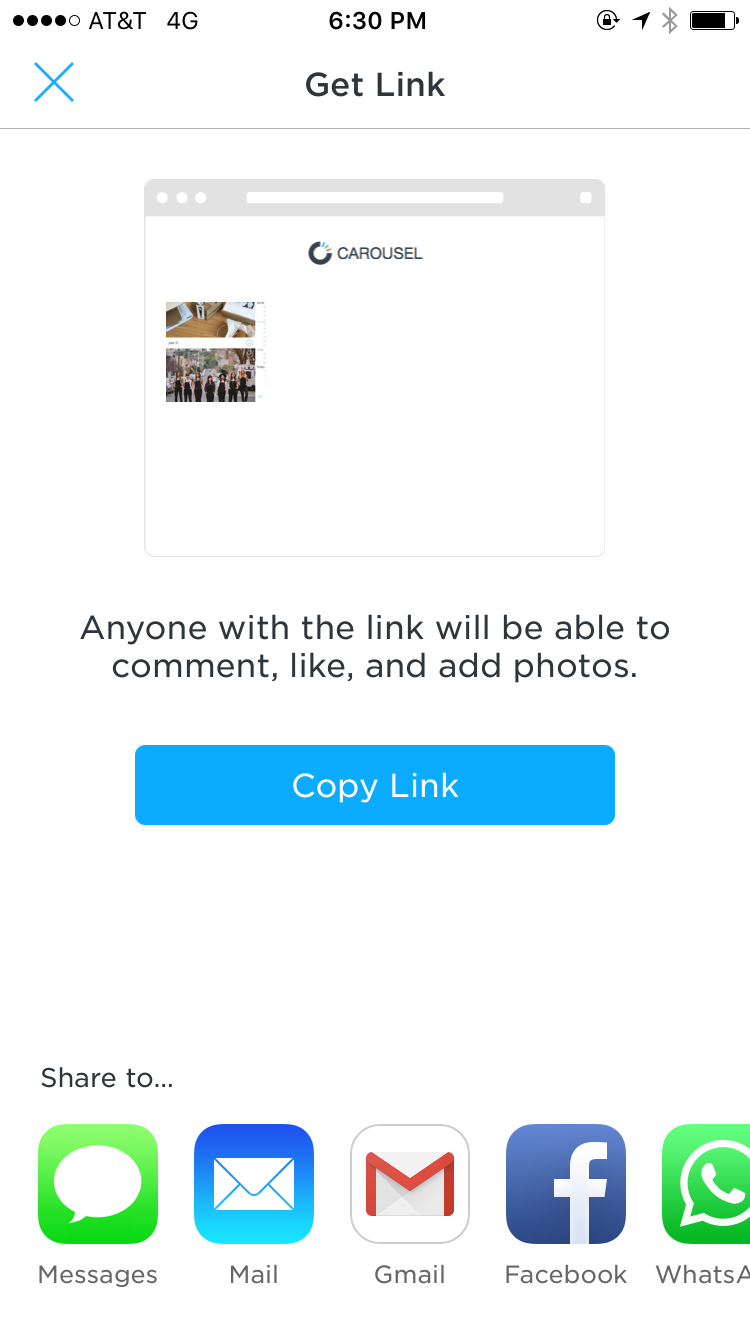 AT&T 4G 6:30 PM
Get Link
CAROUSEL
Anyone with the link will be able to
comment, like, and add photos.
Copy Link
Share to...
Messages Mail Gmail Facebook WhatsA